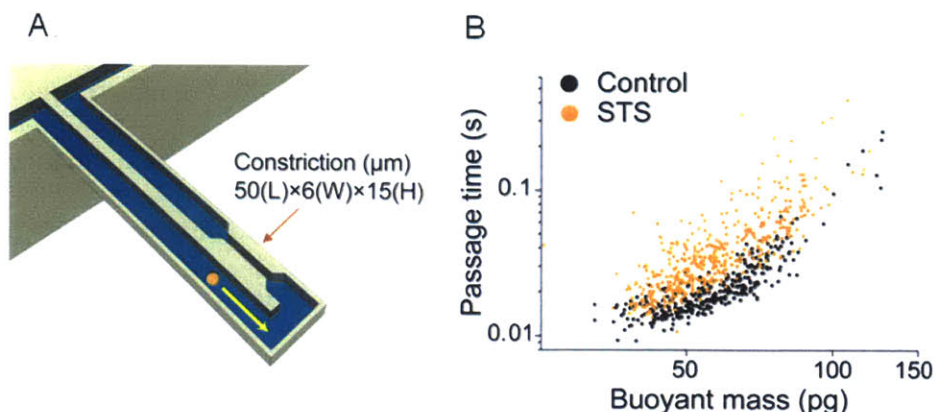 A
Constriction (µm)
50(L)×6(W)×15(H)
B
Control
STS
Passage time (s)
0.1
0.01
50
100
150
Buoyant mass (pg)